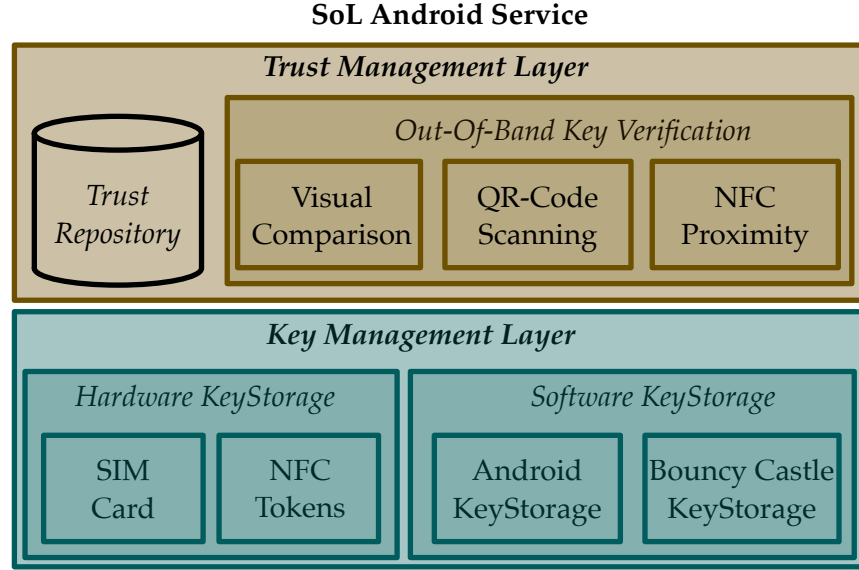 SoL Android Service
Trust Management Layer
Trust
Repository
Out-Of-Band Key Verification
Visual
Comparison
QR-Code
Scanning
NFC
Proximity
Key Management Layer
Hardware KeyStorage
SIM
Card
NFC
Tokens
Software KeyStorage
Android
KeyStorage
Bouncy Castle
KeyStorage